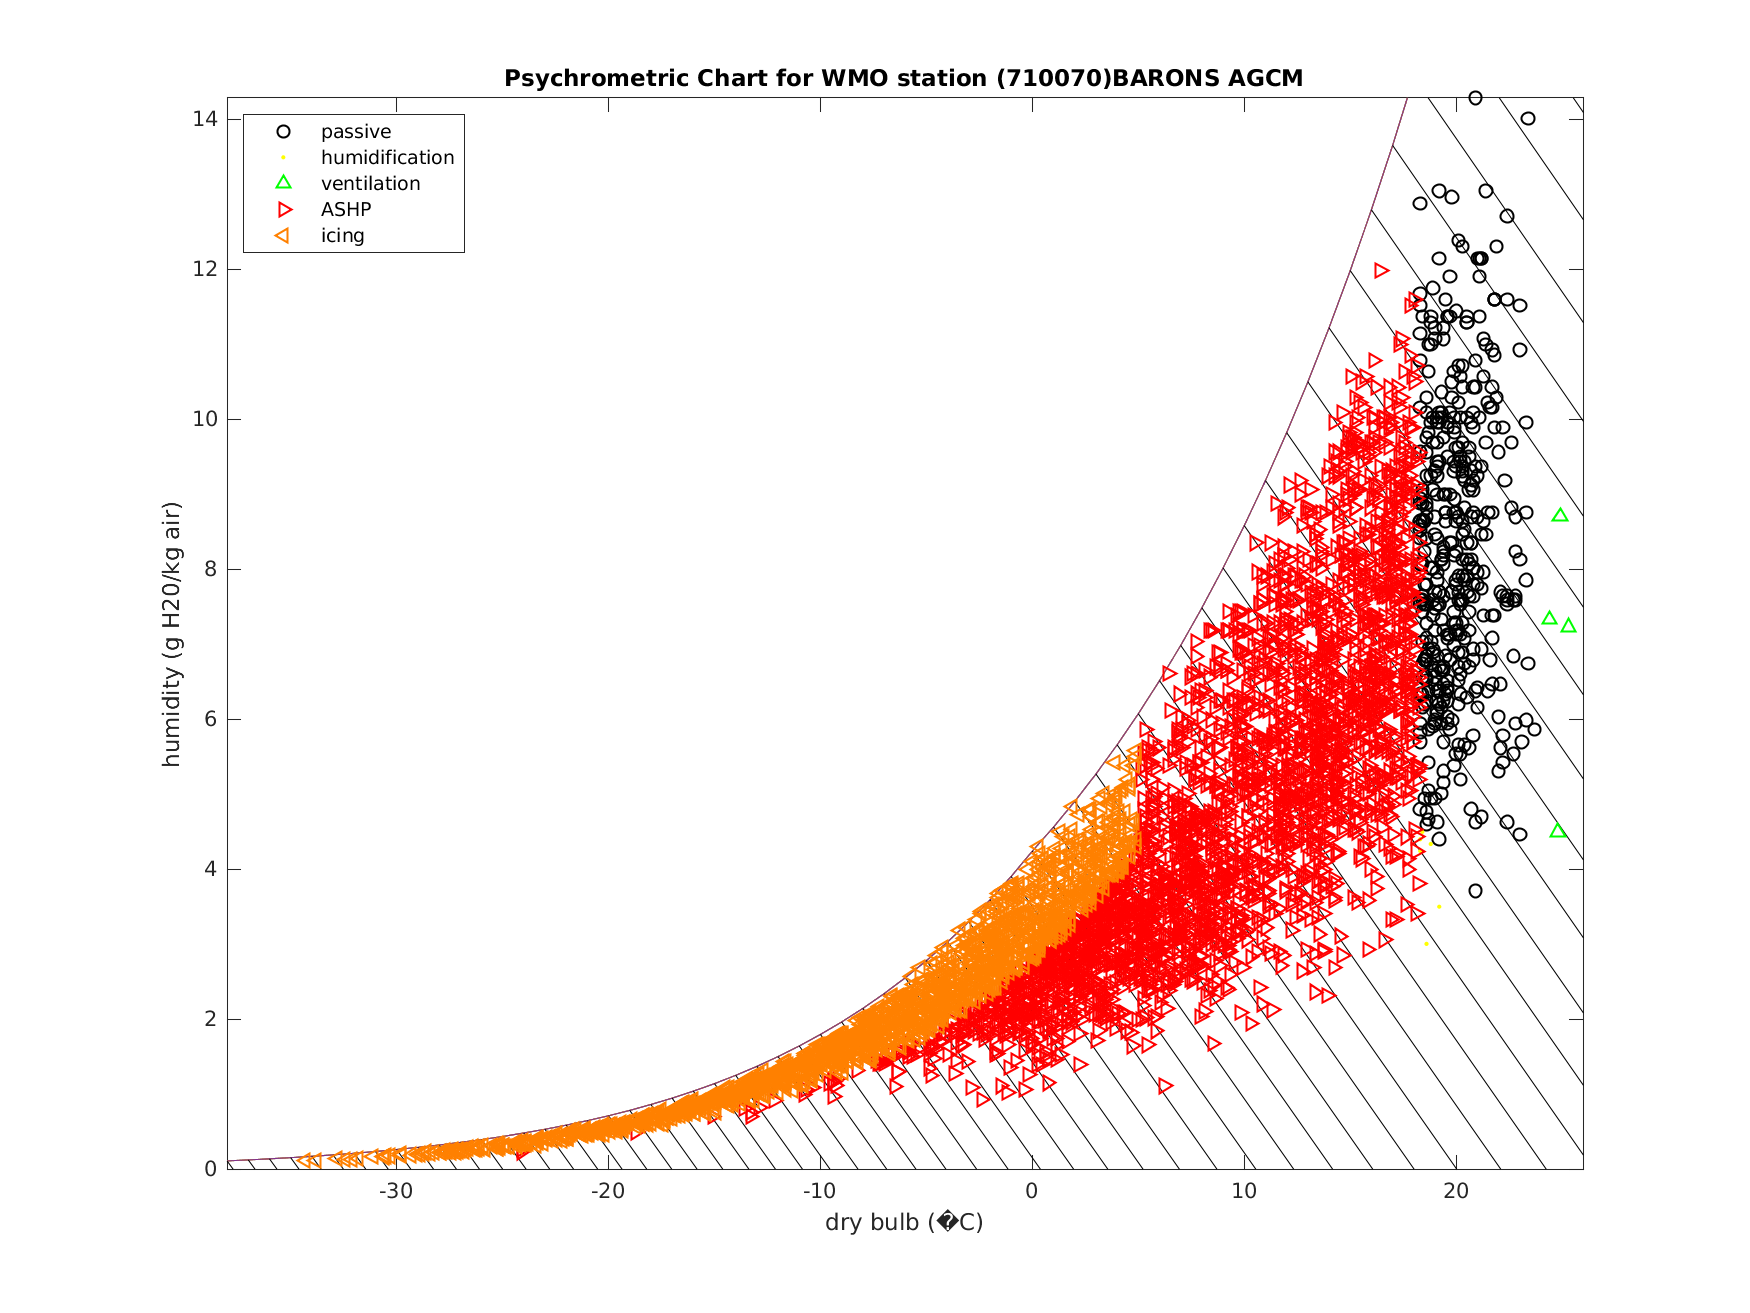 Psychrometric Chart for WMO station (710070)BARONS AGCM
passive
humidification
ventilation
ASHP
icing
14
12
10
8
6
4
2
0
humidity (g H20/kg air)
-30 -20 -10 0 10 20
dry bulb (�C)